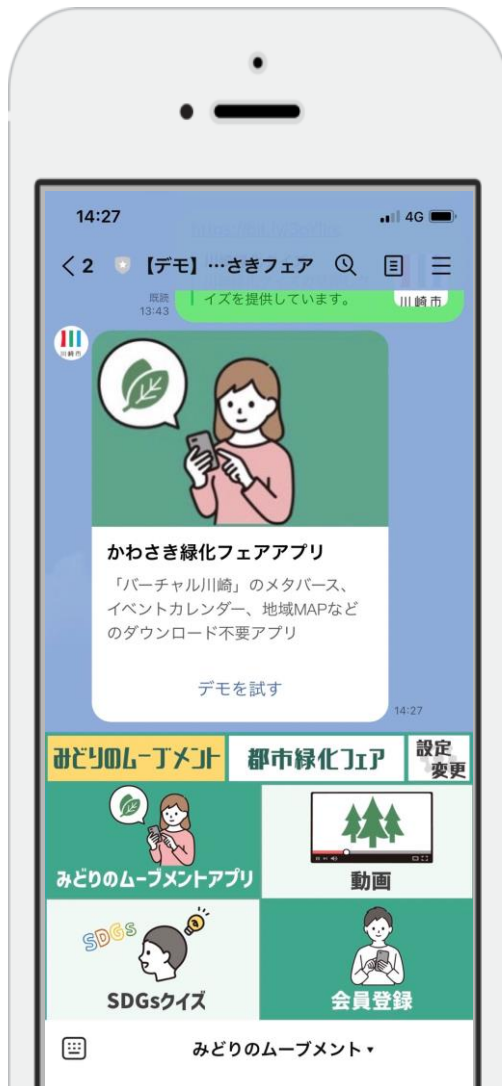 14:27
4G
2
【デモ】…さきフェア
既読
13:43
イズを提供しています。
川崎市
川崎市
かわさき緑化フェアアプリ
「バーチャル川崎」のメタバース、
イベントカレンダー、地域MAPなど
のダウンロード不要アプリ
デモを試す
14:27
みどりのムーブメント
都市緑化フェア
設定
変更
みどりのムーブメントアプリ
動画
SDGs
SDGsクイズ
会員登録
みどりのムーブメント▾